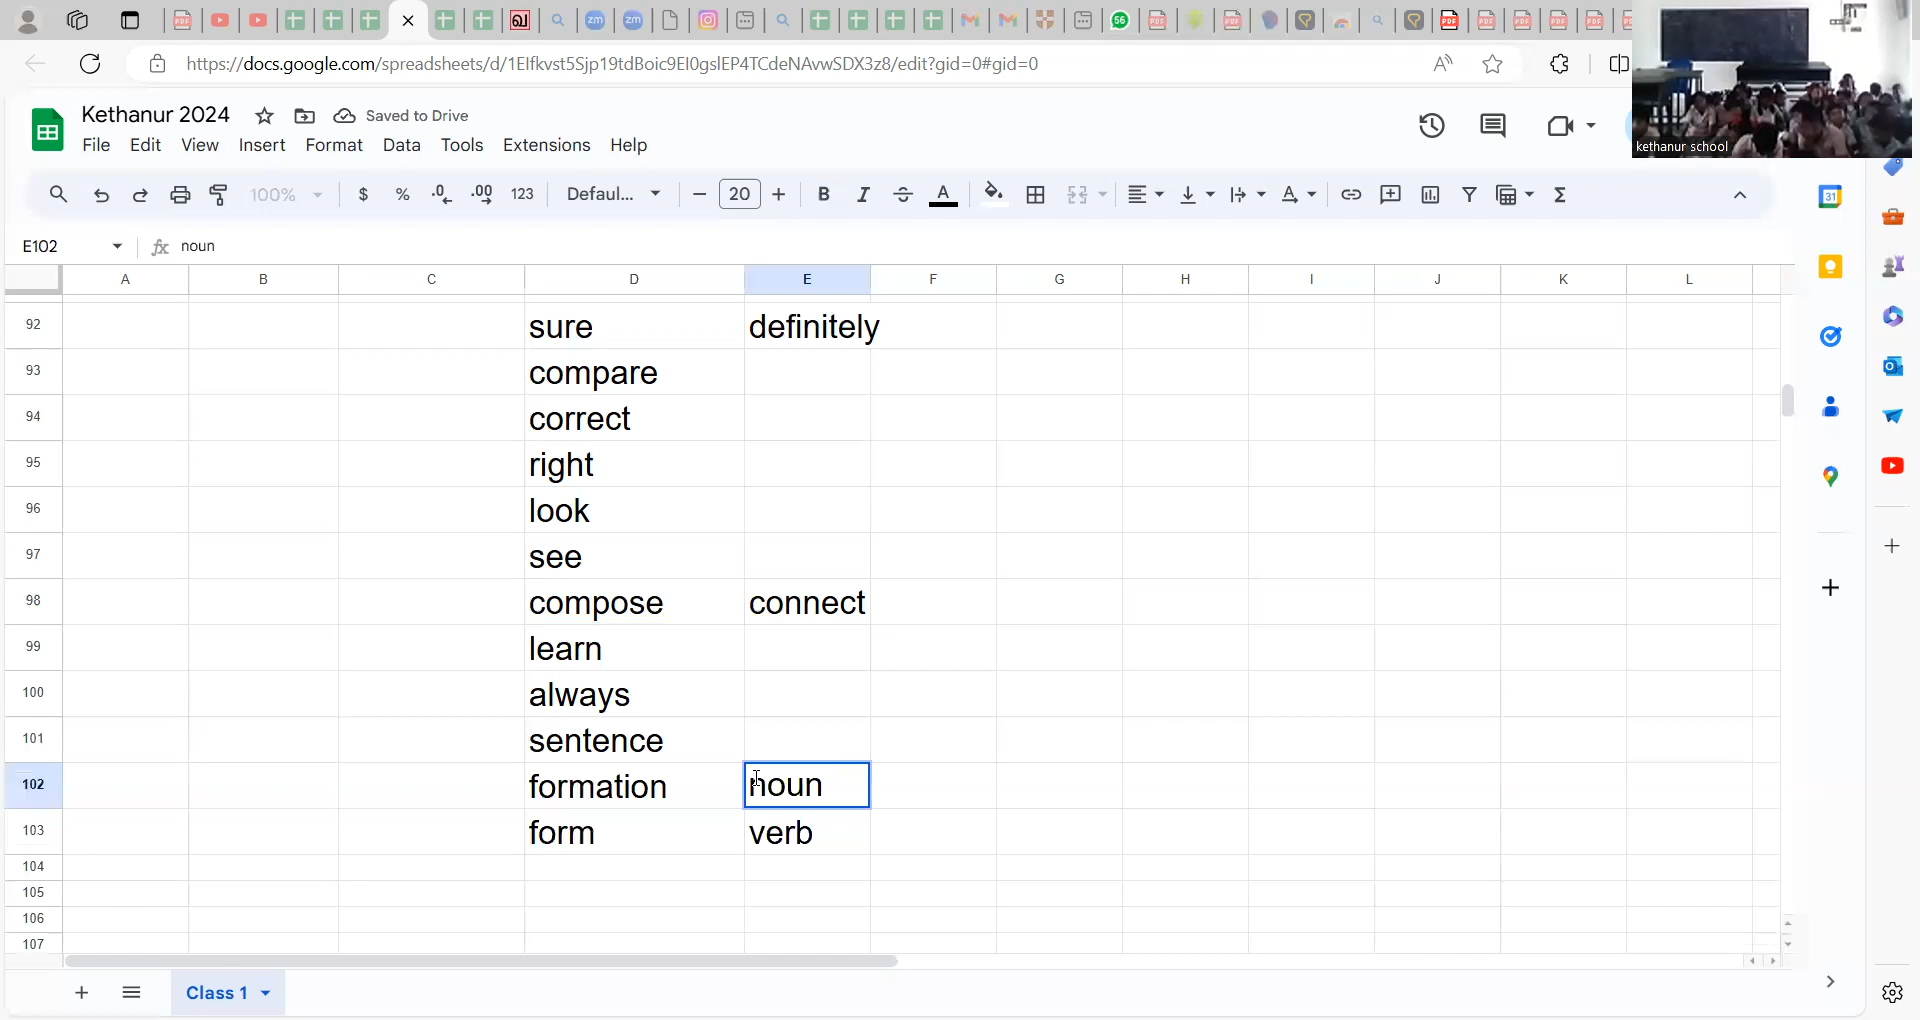 https://docs.google.com/spreadsheets/d/1EIfkvst5Sjp19tdBoic9EI0gslEP4TCdeNAvwSDX3z8/edit?gid=0#gid=0
kethanur school
Kethanur 2024
Saved to Drive
File Edit View Insert Format Data Tools Extensions Help
100% $ % .0 .00 123 Defaul... 20 B I S A
E102 fx noun
A B C D E F G H I J K L
92 sure definitely
93 compare
94 correct
95 right
96 look
97 see
98 compose connect
99 learn
100 always
101 sentence
102 formation noun
103 form verb
104
105
106
107
Class 1